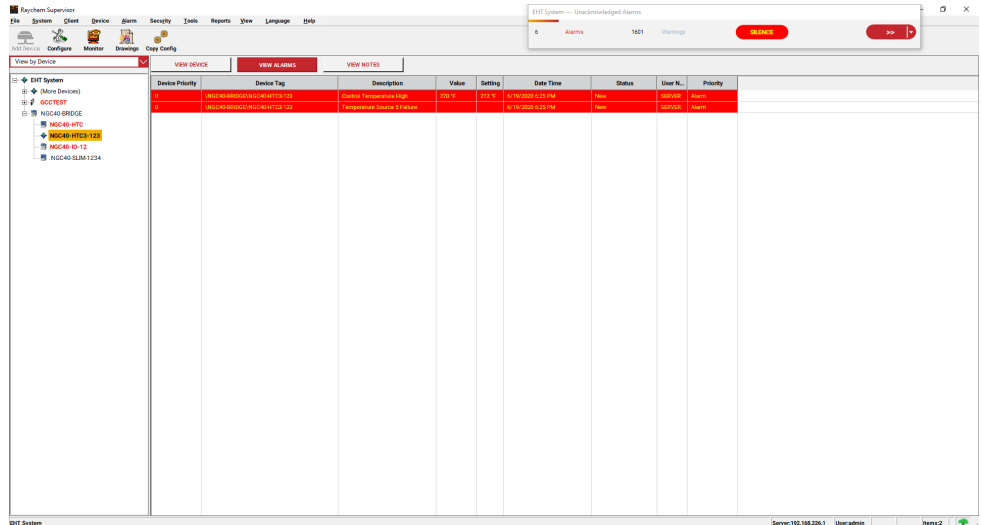 Raychem Supervisor
EHT System --- Unacknowledged Alarms
File System Client Device Alarm Security Tools Reports View Language Help
6 Alarms 1601 Warnings SILENCE >>
Add Device Configure Monitor Drawings Copy Config
View by Device VIEW DEVICE VIEW ALARMS VIEW NOTES
EHT System
(More Devices)
GCCTEST
NGC40-BRIDGE
NGC40-HTC
NGC40-HTC3-123
NGC40-IO-12
NGC40-SLIM-1234
Device Priority Device Tag Description Value Setting Date Time Status User N... Priority
0 \NGC40-BRIDGE\NGC40-HTC3-123 Control Temperature High 270 °F 212 °F 6/19/2020 6:25 PM New SERVER Alarm
0 \NGC40-BRIDGE\NGC40-HTC3-123 Temperature Source 5 Failure 6/19/2020 6:25 PM New SERVER Alarm
EHT System Server:192.168.226.1 User:admin Items:2